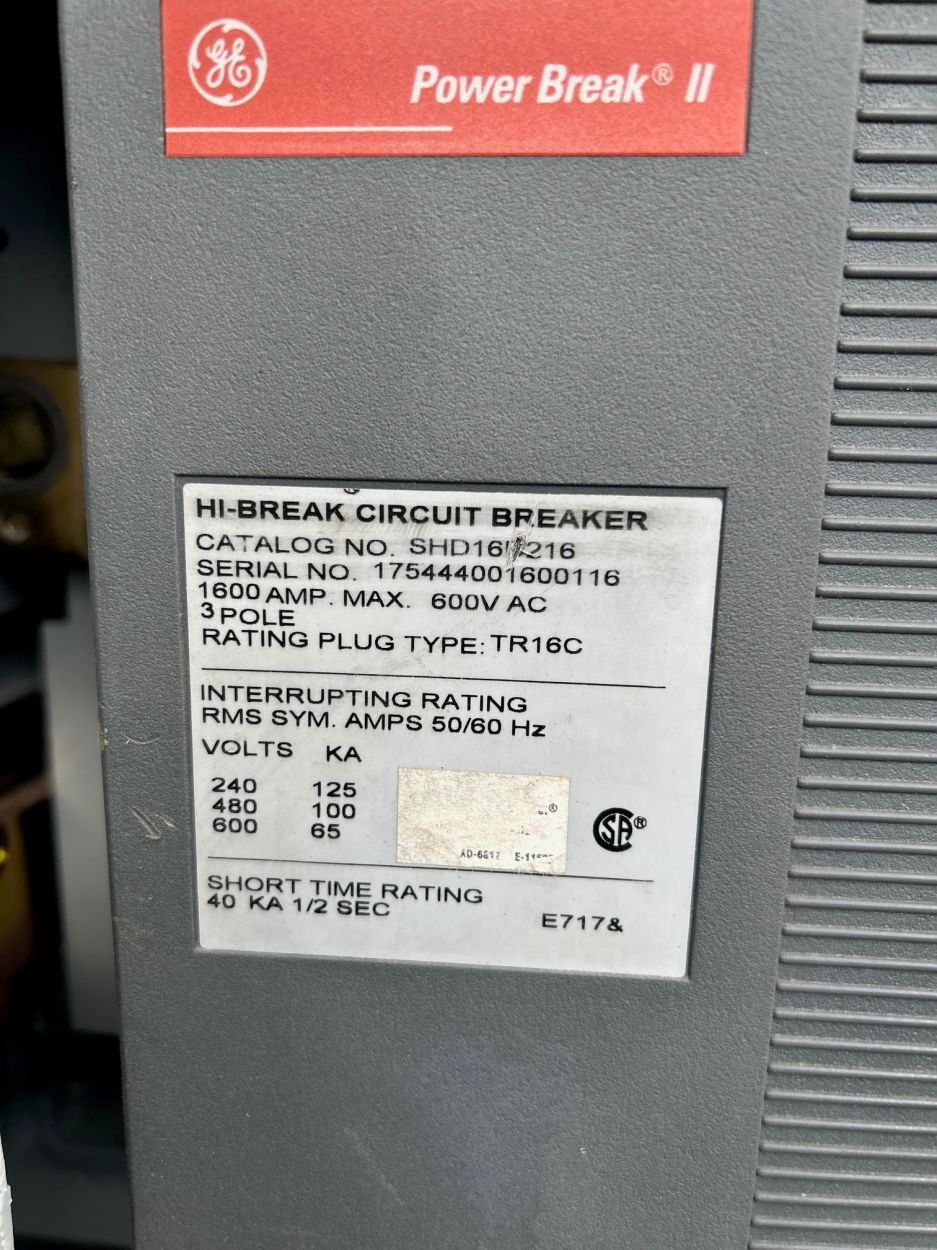 GE
Power Break® II
HI-BREAK CIRCUIT BREAKER
CATALOG NO.
SERIAL NO. 175444001600116
1600 AMP. MAX. 600V AC
3 POLE
RATING PLUG TYPE: TR16C
INTERRUPTING RATING
RMS SYM. AMPS 50/60 Hz
VOLTS KA
240 125
480 100
600 65
SA®
SHORT TIME RATING
40 KA 1/2 SEC
E717&